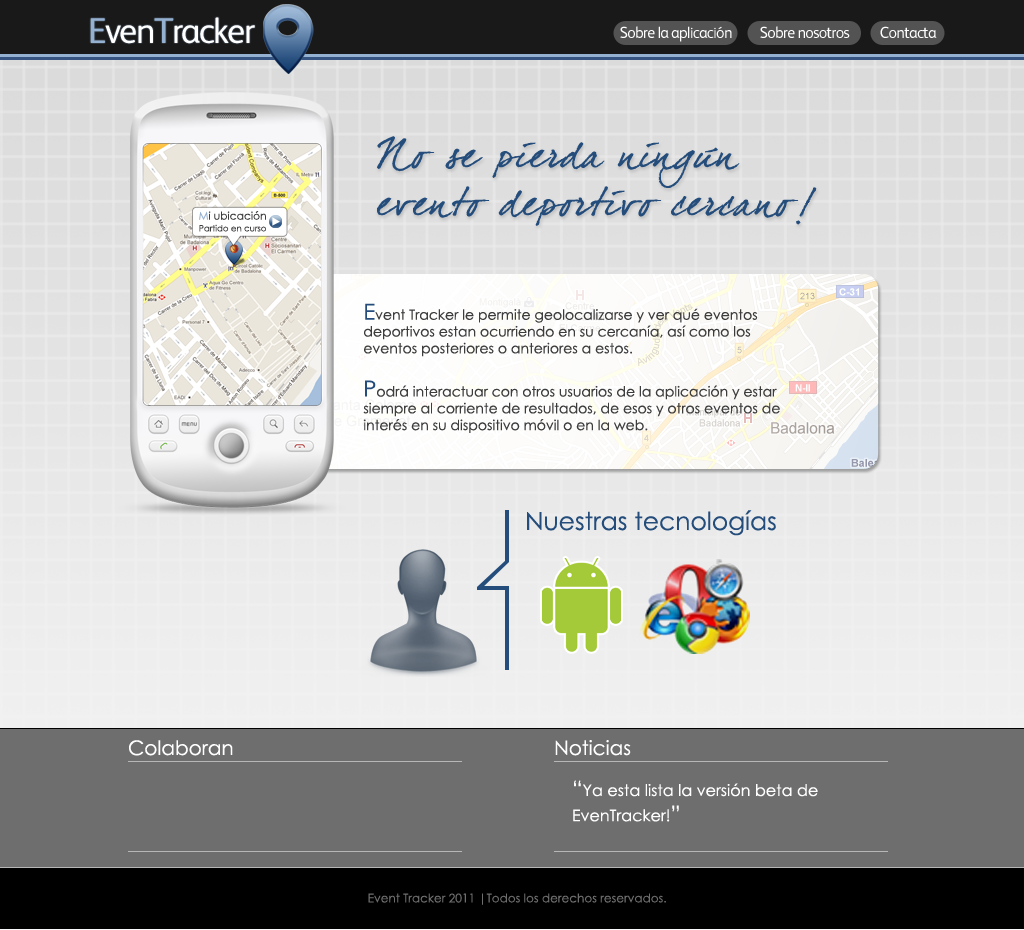 EvenTracker
Sobre la aplicación
Sobre nosotros
Contacta
No se pierda ningún
evento deportivo cercano!
Mi ubicación
Partido en curso
menu
Event Tracker le permite geolocalizarse y ver qué eventos
deportivos estan ocurriendo en su cercanía, así como los
eventos posteriores o anteriores a estos.
Podrá interactuar con otros usuarios de la aplicación y estar
siempre al corriente de resultados, de esos y otros eventos de
interés en su dispositivo móvil o en la web.
213
C-31
5
N-II
Badalona
4
Nuestras tecnologías
Colaboran
Noticias
“Ya esta lista la versión beta de
EvenTracker!”
Event Tracker 2011 |Todos los derechos reservados.